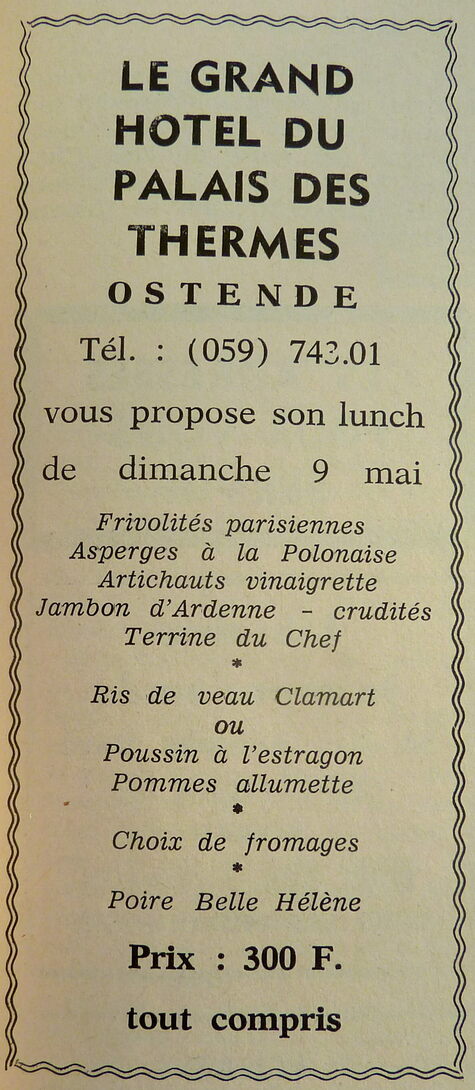 LE GRAND
HOTEL DU
PALAIS DES
THERMES
OSTENDE
Tél. : (059) 743.01
vous propose son lunch
de dimanche 9 mai
Frivolités parisiennes
Asperges à la Polonaise
Artichauts vinaigrette
Jambon d'Ardenne - crudités
Terrine du Chef
*
Ris de veau Clamart
ou
Poussin à l'estragon
Pommes allumette
*
Choix de fromages
*
Poire Belle Hélène
Prix : 300 F.
tout compris